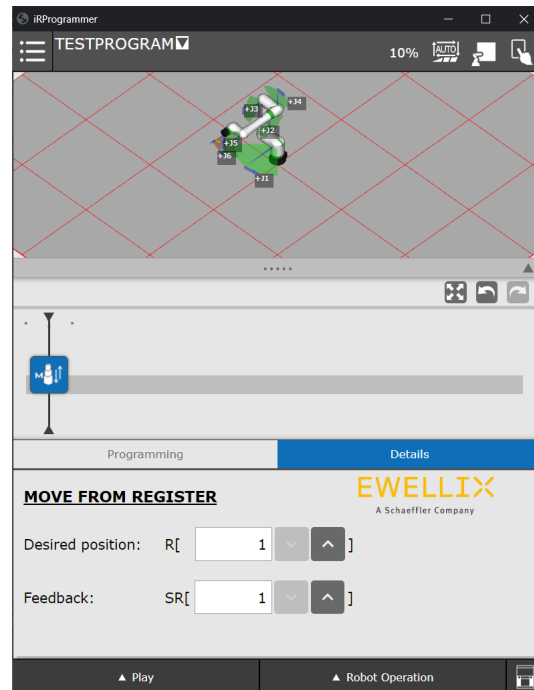 iRProgrammer
TESTPROGRAM
10% AUTO
+J3 +J4
+J2
+J5
+J6
+J1
M
Programming Details
MOVE FROM REGISTER
EWELLIX
A Schaeffler Company
Desired position: R[ 1 ]
Feedback: SR[ 1 ]
▲ Play ▲ Robot Operation